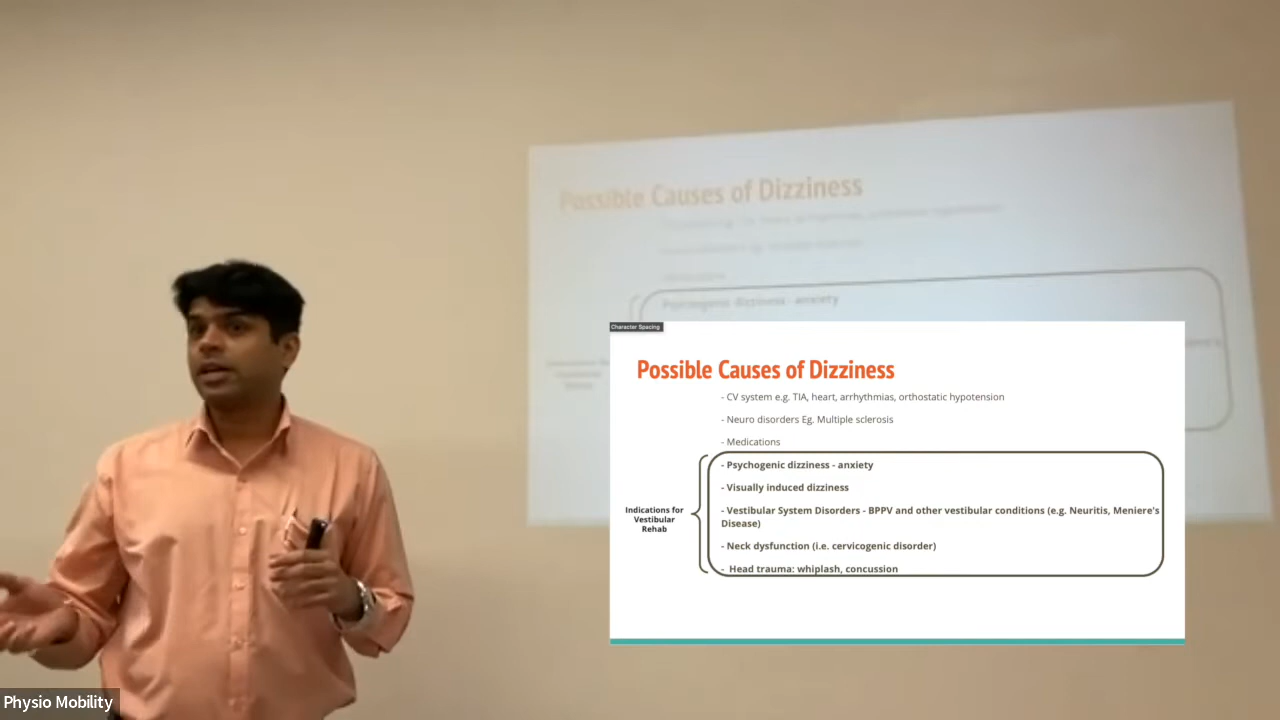 Possible Causes of Dizziness
Psychogenic dizziness - anxiety
Character Spacing
Possible Causes of Dizziness
- CV system e.g. TIA, heart, arrhythmias, orthostatic hypotension
- Neuro disorders Eg. Multiple sclerosis
- Medications
- Psychogenic dizziness - anxiety
- Visually induced dizziness
- Vestibular System Disorders - BPPV and other vestibular conditions (e.g. Neuritis, Meniere's
Disease)
- Neck dysfunction (i.e. cervicogenic disorder)
- Head trauma: whiplash, concussion
Indications for
Vestibular
Rehab
Physio Mobility